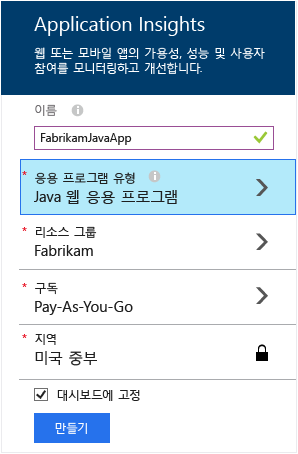 Application Insights
웹 또는 모바일 앱의 가용성, 성능 및 사용자
참여를 모니터링하고 개선합니다.
이름
FabrikamJavaApp
* 응용 프로그램 유형
Java 웹 응용 프로그램
* 리소스 그룹
Fabrikam
* 구독
Pay-As-You-Go
* 지역
미국 중부
대시보드에 고정
만들기